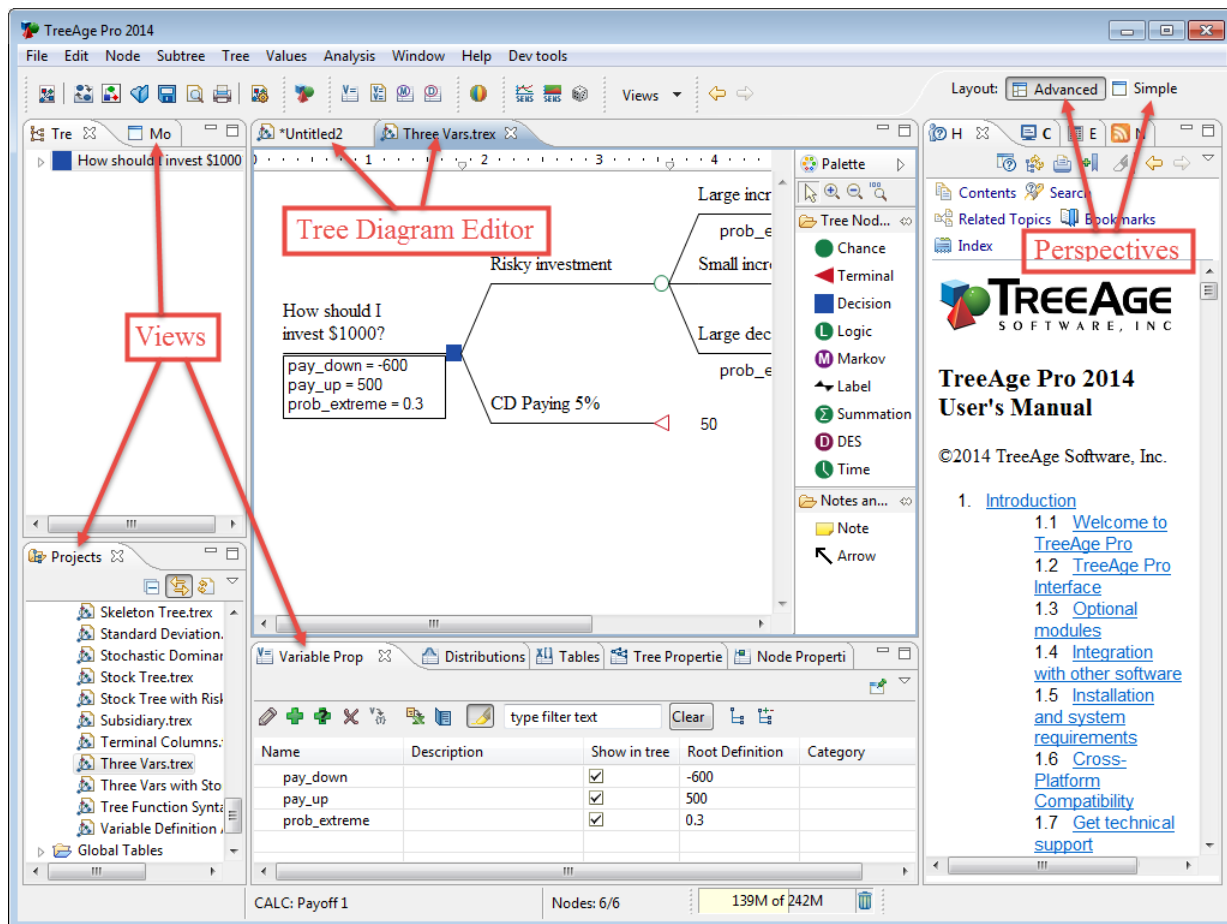 TreeAge Pro 2014
File Edit Node Subtree Tree Values Analysis Window Help Dev tools
Views
Layout: Advanced Simple
Tre Mo
How should I invest $1000
*Untitled2 Three Vars.trex
1 2 3 4
Tree Diagram Editor
Large incr
prob_e
Risky investment
Small incre
How should I
invest $1000?
Large dec
pay_down = -600
pay_up = 500
prob_extreme = 0.3
prob_e
CD Paying 5%
50
Views
Palette
Tree Nod...
Chance
Terminal
Decision
Logic
Markov
Label
Summation
DES
Time
Notes an...
Note
Arrow
H C E N
Contents Search
Related Topics Bookmarks
Index
Perspectives
TREEAGE
SOFTWARE, INC
TreeAge Pro 2014
User's Manual
©2014 TreeAge Software, Inc.
1. Introduction
1.1 Welcome to
TreeAge Pro
1.2 TreeAge Pro
Interface
1.3 Optional
modules
1.4 Integration
with other software
1.5 Installation
and system
requirements
1.6 Cross-
Platform
Compatibility
1.7 Get technical
support
Projects
Skeleton Tree.trex
Standard Deviation.
Stochastic Dominar
Stock Tree.trex
Stock Tree with Risk
Subsidiary.trex
Terminal Columns.
Three Vars.trex
Three Vars with Sto
Tree Function Synta
Variable Definition
Global Tables
Variable Prop Distributions Tables Tree Propertie Node Properti
type filter text Clear
Name Description Show in tree Root Definition Category
pay_down -600
pay_up 500
prob_extreme 0.3
CALC: Payoff 1 Nodes: 6/6 139M of 242M